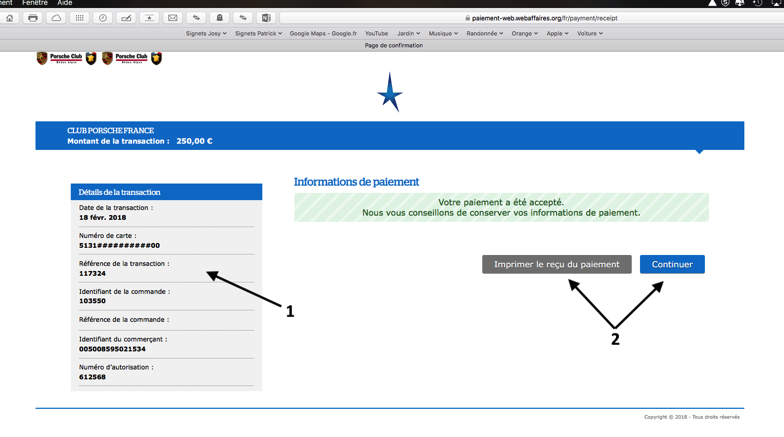 ment Fenêtre Aide
paiement-web.webaffaires.org/fr/payment/receipt
Signets Josy Signets Patrick Google Maps - Google.fr YouTube Jardin Musique Randonnée Orange Apple Voiture
Page de confirmation
Porsche Club Porsche Club
Rhône Alpes Rhône Alpes
CLUB PORSCHE FRANCE
Montant de la transaction : 250,00 €
Détails de la transaction
Date de la transaction :
18 févr. 2018
Numéro de carte :
5131##########00
Référence de la transaction :
117324
Identifiant de la commande :
103550
Référence de la commande :
Identifiant du commerçant :
005008595021534
Numéro d'autorisation :
612568
1
Informations de paiement
Votre paiement a été accepté.
Nous vous conseillons de conserver vos informations de paiement.
Imprimer le reçu du paiement Continuer
2
Copyright © 2018 - Tous droits réservés